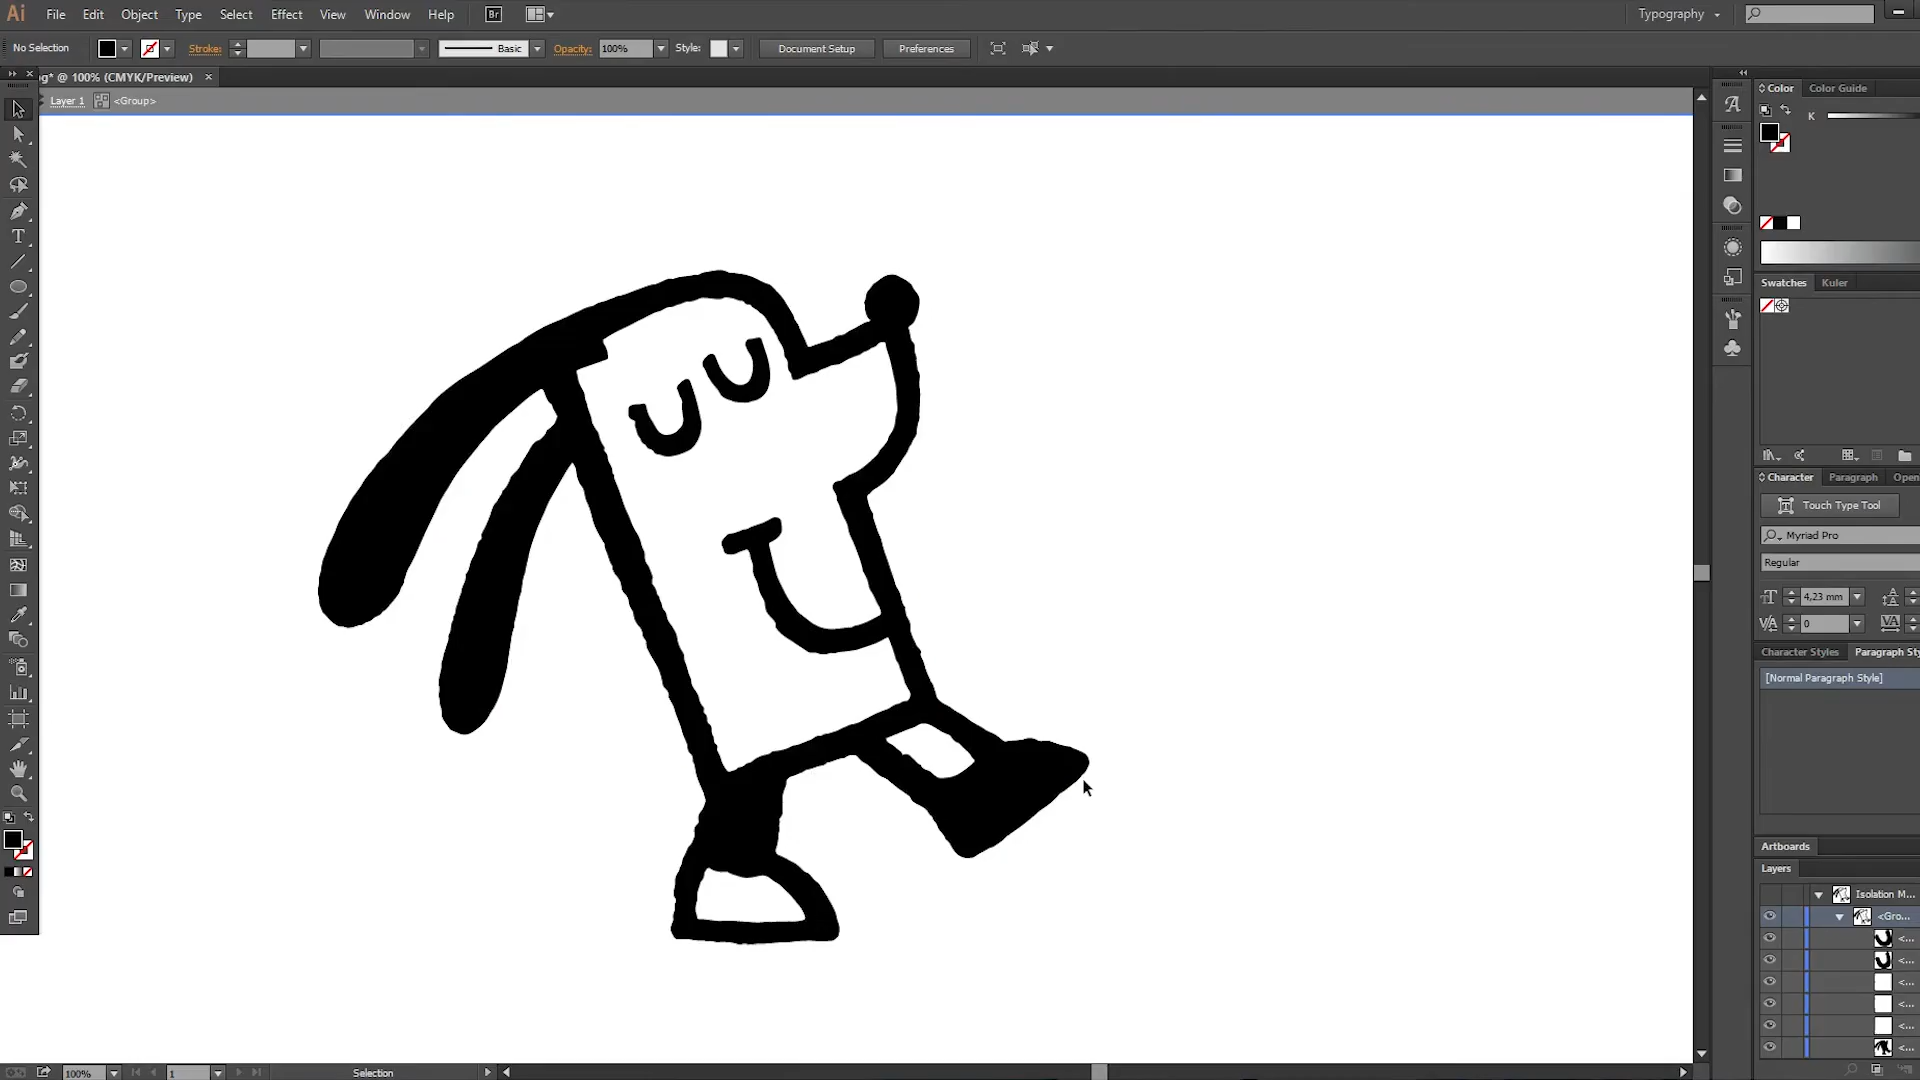 Ai File Edit Object Type Select Effect View Window Help Br Typography
No Selection Stroke: Basic Opacity: 100% Style: Document Setup Preferences
g* @ 100% (CMYK/Preview) ×
Layer 1 <Group>
Color Color Guide
K
Swatches Kuler
Character Paragraph Open
Touch Type Tool
Myriad Pro
Regular
4,23 mm
0
Character Styles Paragraph Sty
[Normal Paragraph Style]
Artboards
Layers
Isolation M...
<Gro...
<...
<...
<...
<...
<...
<...
100% 1 Selection